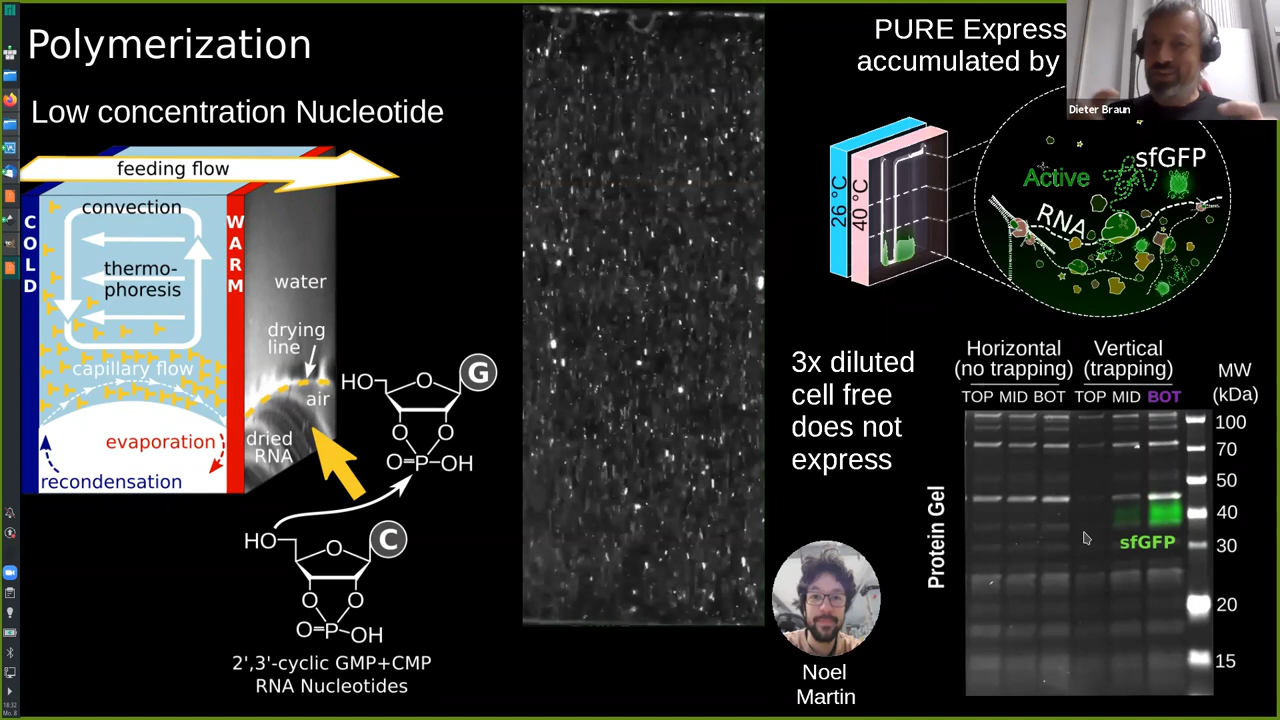 Polymerization
Low concentration Nucleotide
feeding flow
COLD
convection
WARM
thermo-
phoresis
water
drying
line
capillary flow
air
evaporation
dried
RNA
recondensation
HO
O
G
O
O
O=P-OH
HO
O
C
O
O
O=P-OH
2',3'-cyclic GMP+CMP
RNA Nucleotides
PURE Express
accumulated by
Dieter Braun
26 °C
40 °C
sfGFP
Active
RNA
3x diluted
cell free
does not
express
Noel
Martin
Horizontal
(no trapping)
Vertical
(trapping)
MW
(kDa)
TOP MID BOT TOP MID BOT
100
70
50
40
30
20
15
sfGFP
Protein Gel
18:32